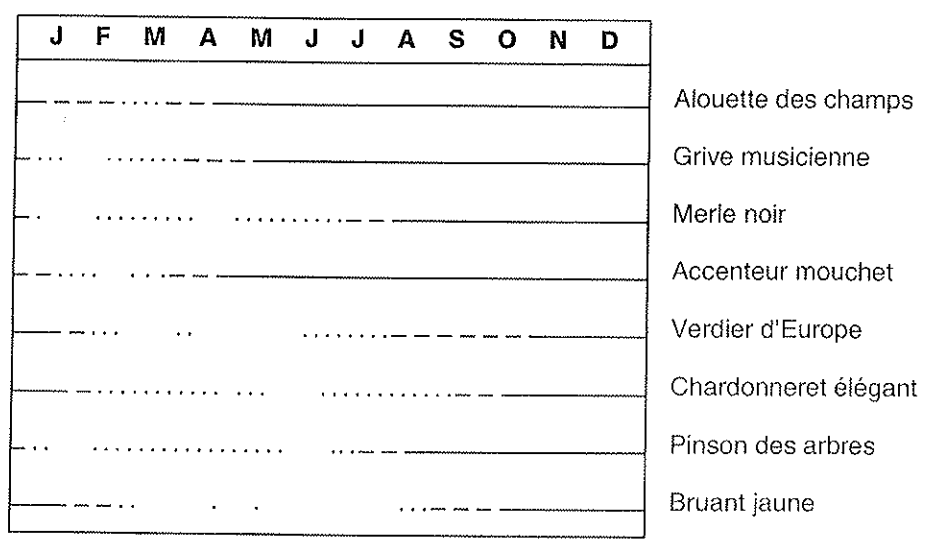 J F M A M J J A S O N D
Alouette des champs
Grive musicienne
Merle noir
Accenteur mouchet
Verdier d'Europe
Chardonneret élégant
Pinson des arbres
Bruant jaune